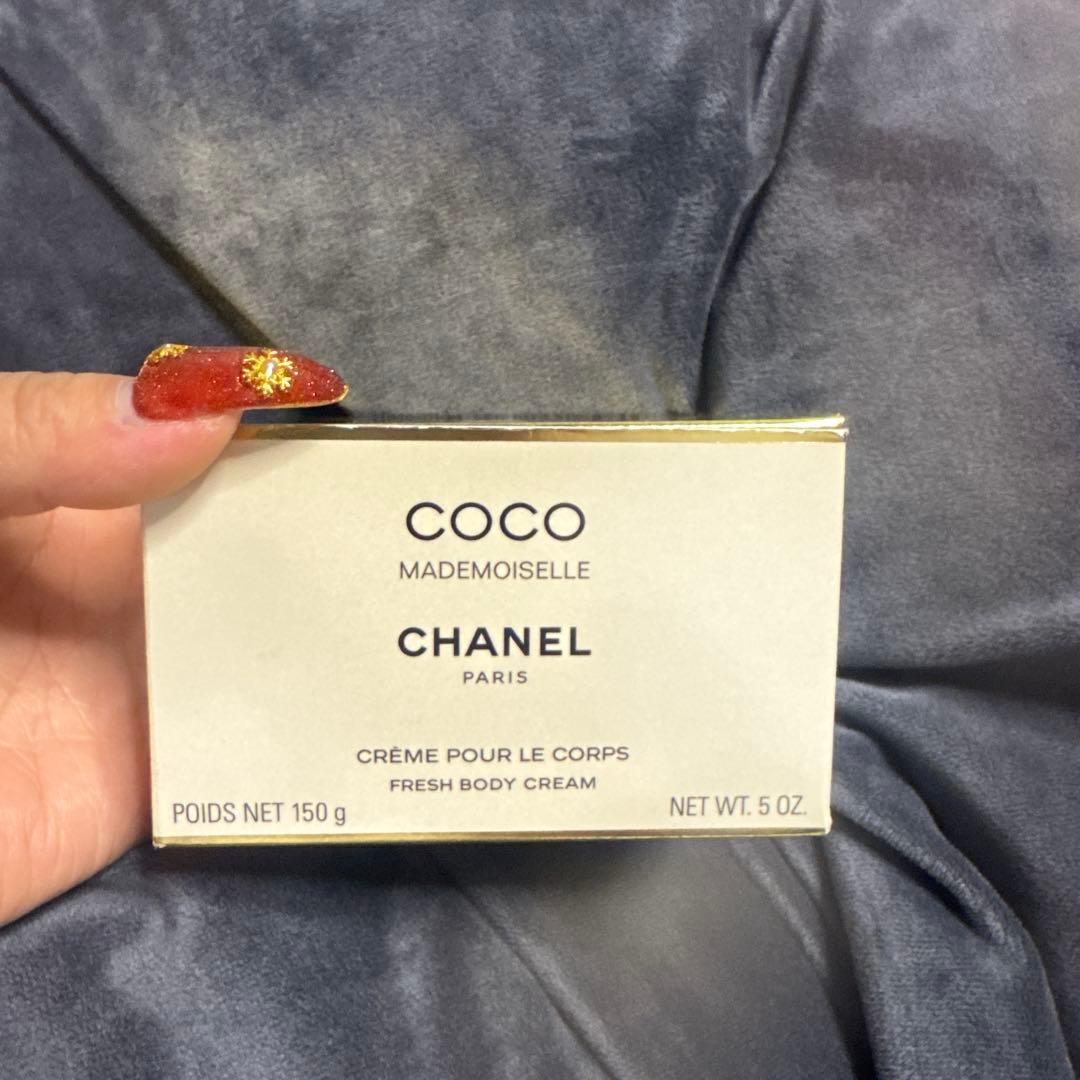 COCO
MADEMOISELLE
CHANEL
PARIS
CRÈME POUR LE CORPS
FRESH BODY CREAM
POIDS NET 150 g NET WT. 5 OZ.